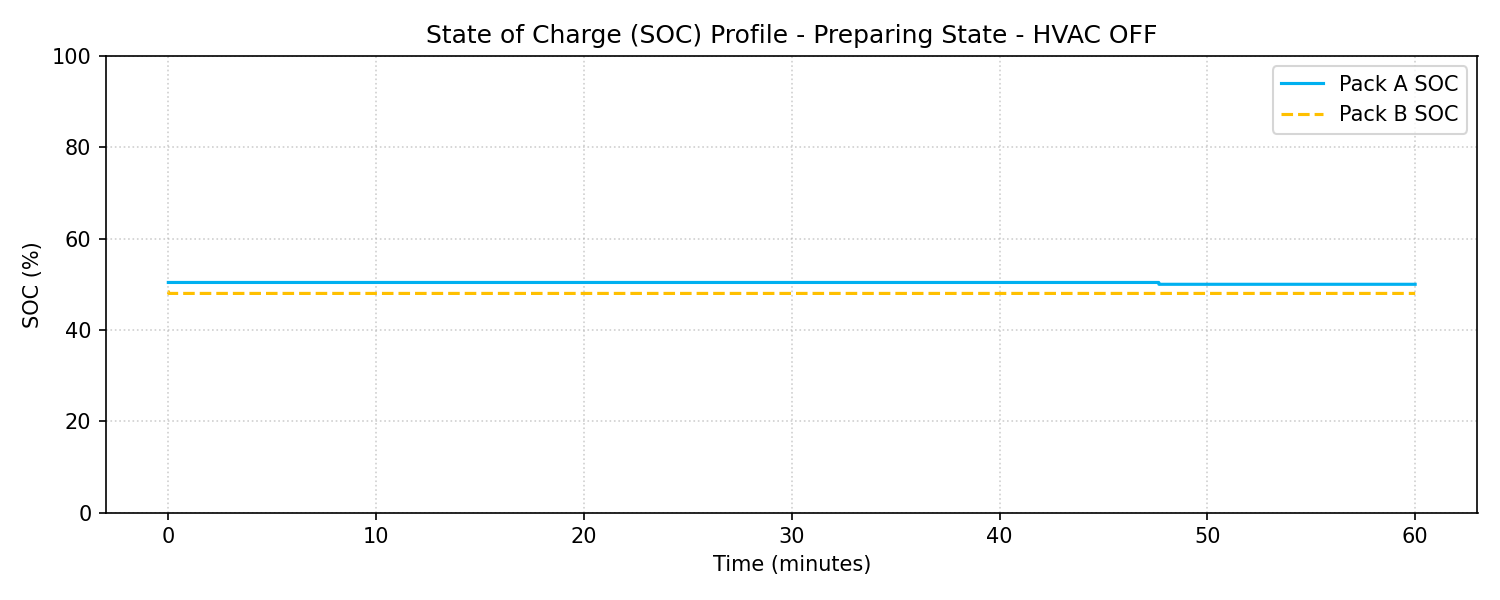 State of Charge (SOC) Profile - Preparing State - HVAC OFF
100
80
60
40
20
0
SOC (%)
Pack A SOC
Pack B SOC
0 10 20 30 40 50 60
Time (minutes)